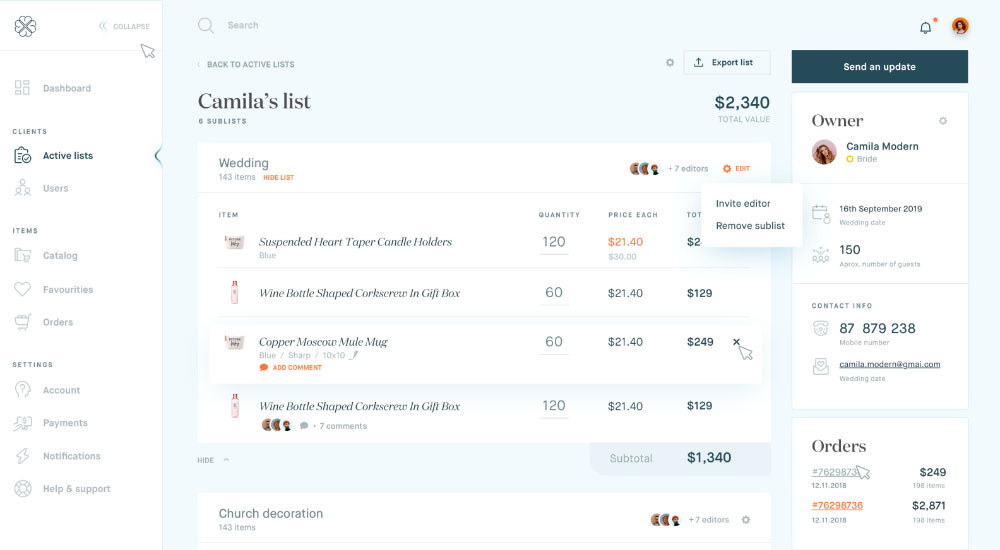 COLLAPSE
Dashboard
CLIENTS
Active lists
Users
ITEMS
Catalog
Favourities
Orders
SETTINGS
Account
Payments
Notifications
Help & support
Search
BACK TO ACTIVE LISTS
Export list
Camila's list
6 SUBLISTS
$2,340
TOTAL VALUE
Wedding
143 items HIDE LIST
+ 7 editors
EDIT
Invite editor
Remove sublist
ITEM QUANTITY PRICE EACH
Suspended Heart Taper Candle Holders 120 $21.40
Blue $30.00
Wine Bottle Shaped Corkscrew In Gift Box 60 $21.40 $129
Copper Moscow Mule Mug 60 $21.40 $249
Blue / Sharp / 10x10
ADD COMMENT
Wine Bottle Shaped Corkscrew In Gift Box 120 $21.40 $129
• 7 comments
HIDE
Subtotal $1,340
Church decoration
143 items
+ 7 editors
Send an update
Owner
Camila Modern
Bride
16th September 2019
Wedding date
150
Aprox, number of guests
CONTACT INFO
87 879 238
Mobile number
camila.modern@gmai.com
Wedding date
Orders
#76298736 $249
12.11.2018 198 items
#76298736 $2,871
12.11.2018 198 items